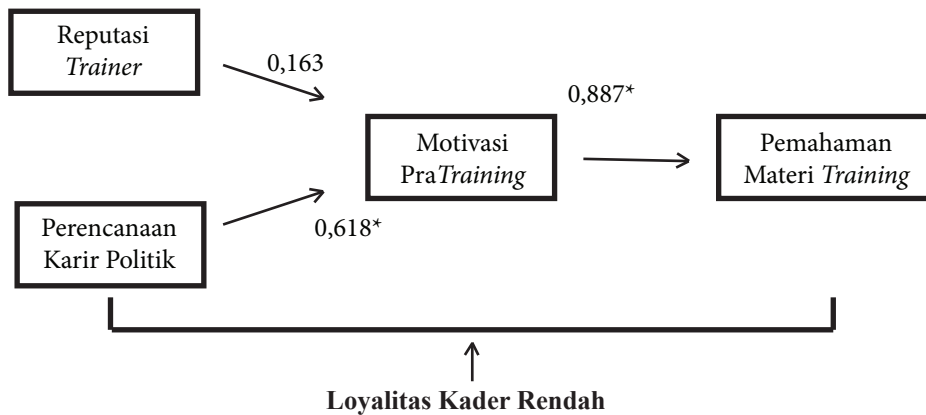 Reputasi
Trainer
0,163
0,887*
Motivasi
PraTraining
Pemahaman
Materi Training
Perencanaan
Karir Politik
0,618*
Loyalitas Kader Rendah